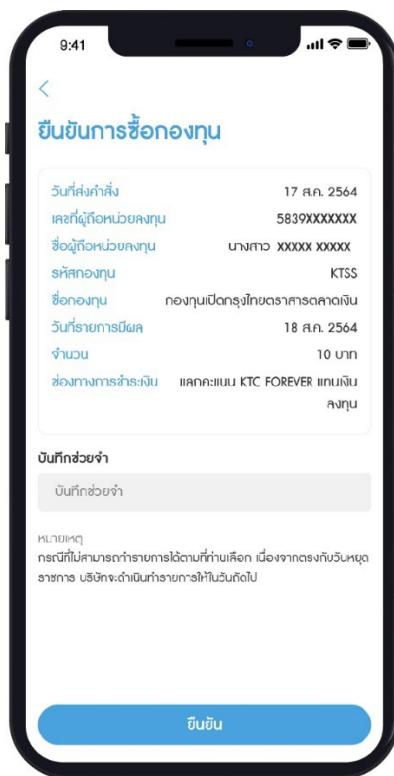 9:41
ยืนยันการซื้อกองทุน
วันที่ส่งคำสั่ง 17 ส.ค. 2564
เลขที่ผู้ถือหน่วยลงทุน 5839XXXXXXX
ชื่อผู้ถือหน่วยลงทุน นางสาว XXXXX XXXXX
รหัสกองทุน KTSS
ชื่อกองทุน กองทุนเปิดกรุงไทยตราสารตลาดเงิน
วันที่รายการมีผล 18 ส.ค. 2564
จำนวน 10 บาท
ช่องทางการชำระเงิน แลกคะแนน KTC FOREVER แทนเงิน
ลงทุน
บันทึกช่วยจำ
บันทึกช่วยจำ
หมายเหตุ
กรณีที่ไม่สามารถทำรายการได้ตามที่ท่านเลือก เนื่องจากตรงกับวันหยุด
ราชการ บริษัทจะดำเนินทำรายการให้ในวันถัดไป
ยืนยัน